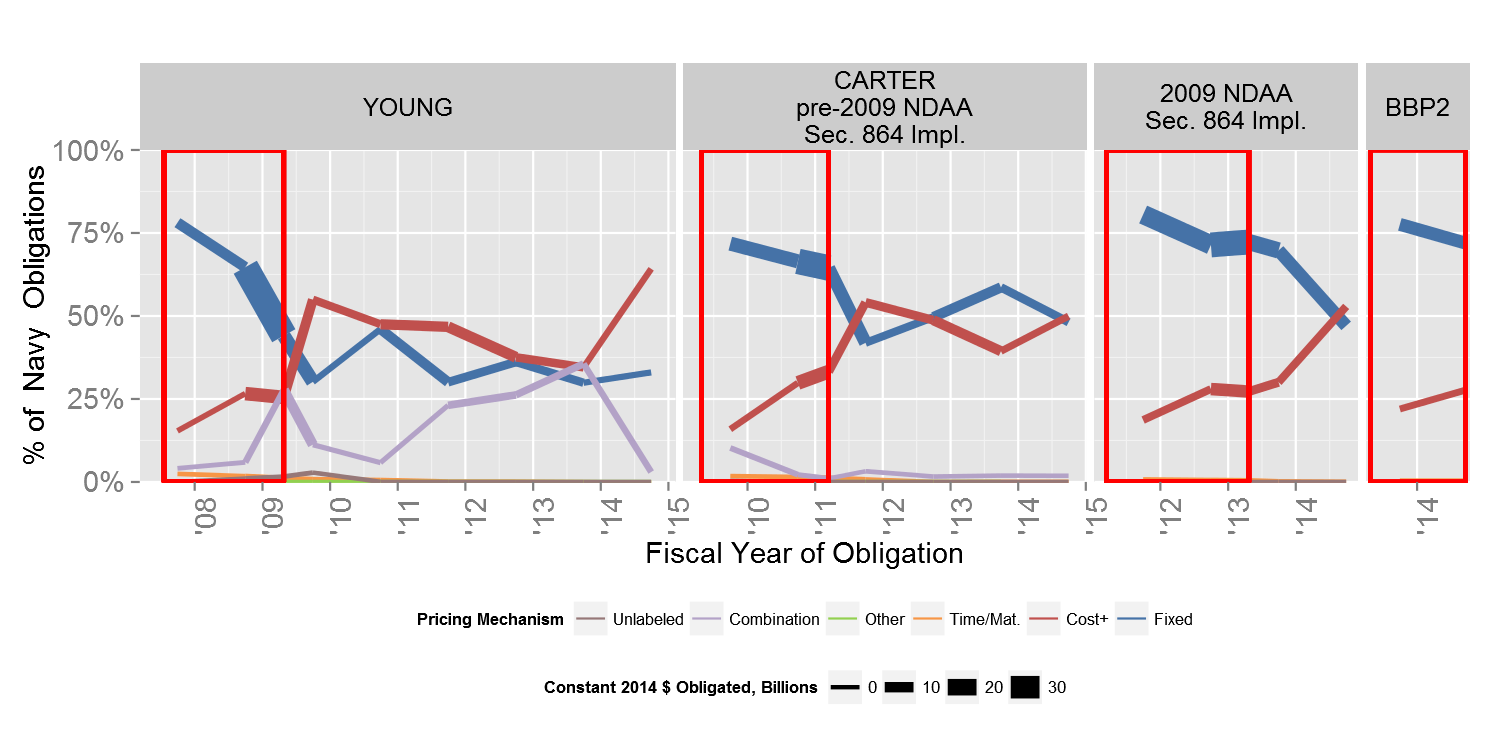 YOUNG
CARTER
pre-2009 NDAA
Sec. 864 Impl.
2009 NDAA
Sec. 864 Impl.
BBP2
% of Navy Obligations
100%
75%
50%
25%
0%
'08 '09 '10 '11 '12 '13 '14 '15 '10 '11 '12 '13 '14 '15 '12 '13 '14 '14
Fiscal Year of Obligation
Pricing Mechanism Unlabeled Combination Other Time/Mat. Cost+ Fixed
Constant 2014 $ Obligated, Billions 0 10 20 30